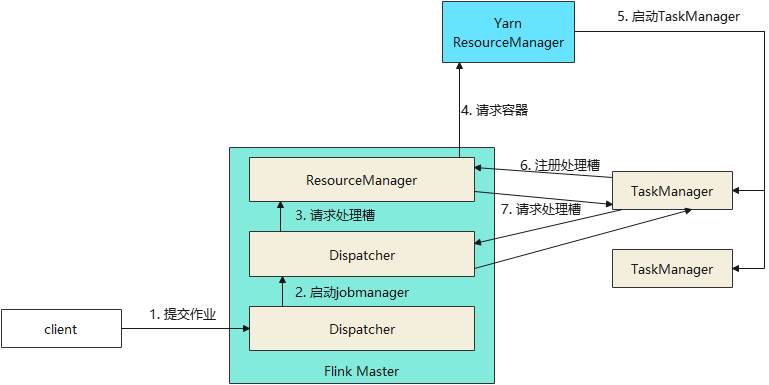 5. 启动TaskManager
Yarn
ResourceManager
4. 请求容器
6. 注册处理槽
ResourceManager
TaskManager
3. 请求处理槽
7. 请求处理槽
Dispatcher
TaskManager
2. 启动jobmanager
1. 提交作业
client
Dispatcher
Flink Master